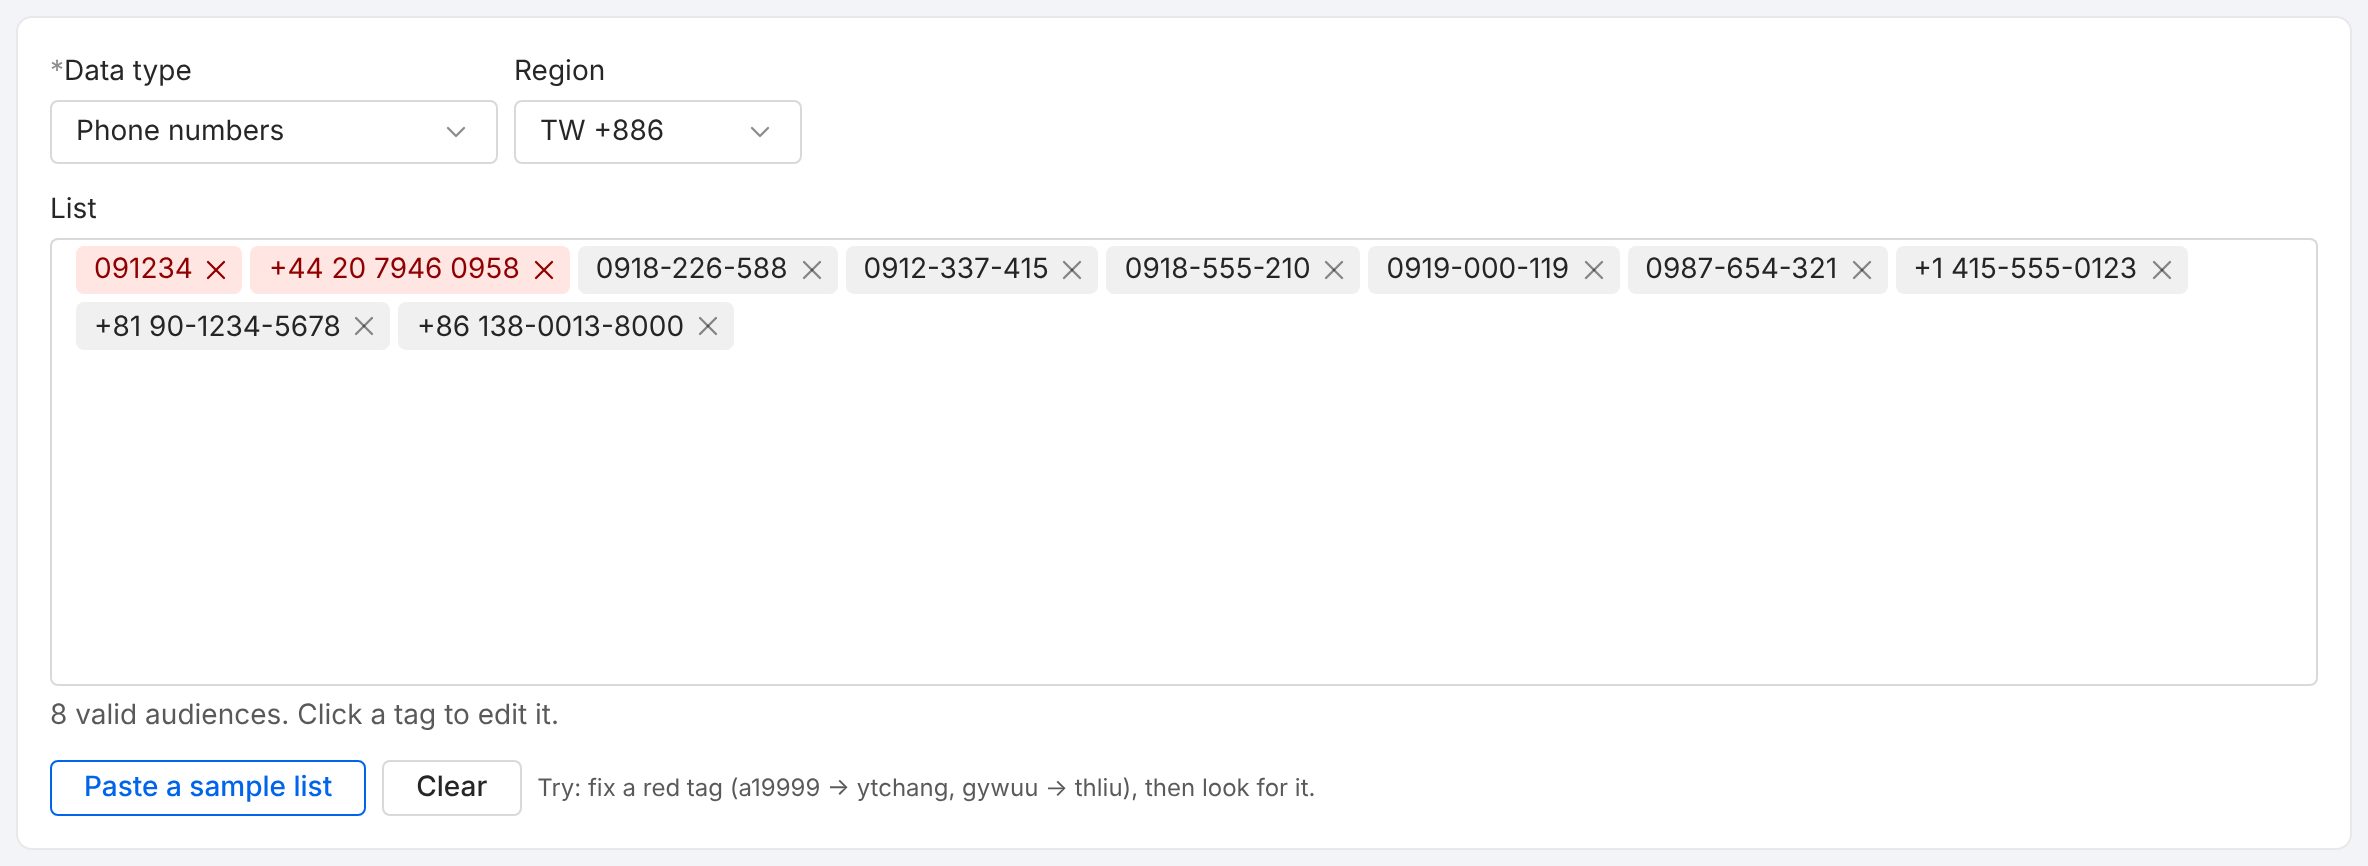 *Data type Region
Phone numbers TW +886
List
091234 +44 20 7946 0958 0918-226-588 0912-337-415 0918-555-210 0919-000-119 0987-654-321 +1 415-555-0123
+81 90-1234-5678 +86 138-0013-8000
8 valid audiences. Click a tag to edit it.
Paste a sample list Clear Try: fix a red tag (a19999 → ytchang, gywuu → thliu), then look for it.